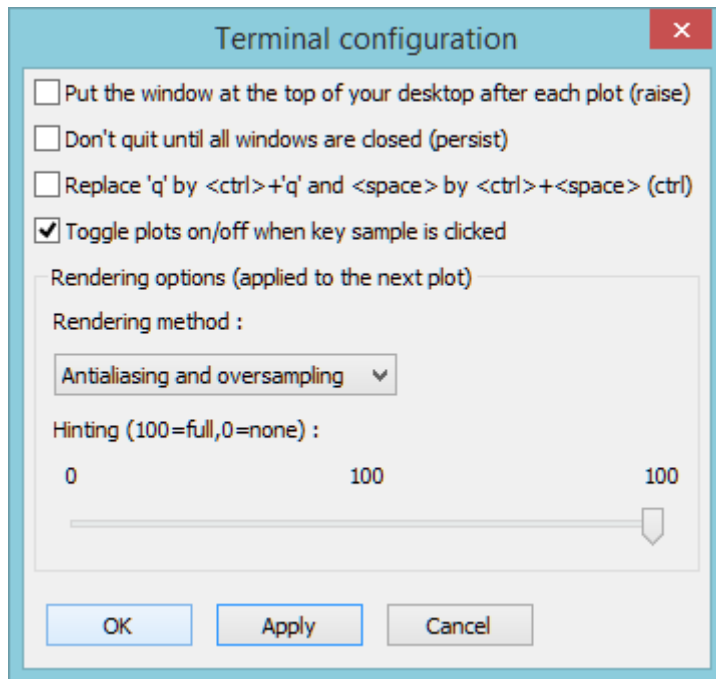 Terminal configuration
Put the window at the top of your desktop after each plot (raise)
Don't quit until all windows are closed (persist)
Replace 'q' by <ctrl>+'q' and <space> by <ctrl>+<space> (ctrl)
Toggle plots on/off when key sample is clicked
Rendering options (applied to the next plot)
Rendering method :
Antialiasing and oversampling
Hinting (100=full,0=none) :
0 100 100
OK Apply Cancel